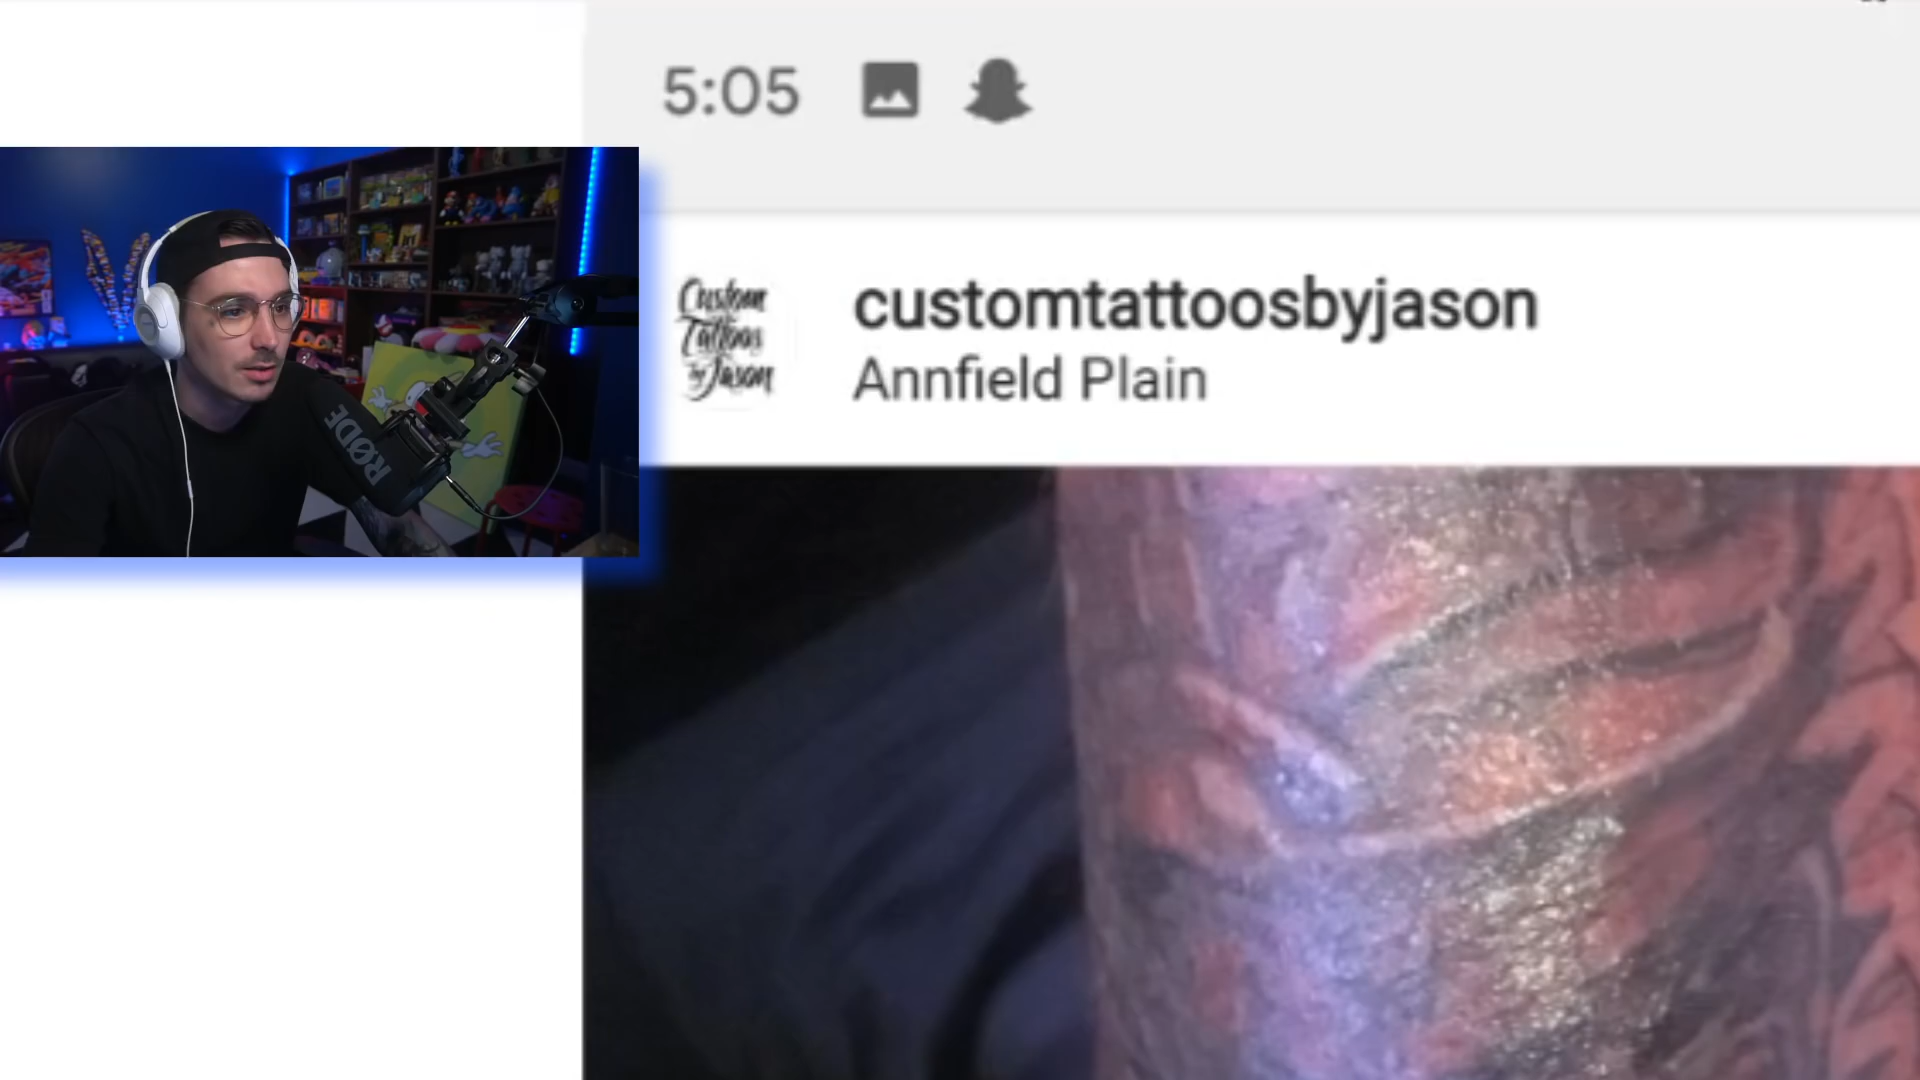 5:05
Custom
Tattoos
by Jason
customtattoosbyjason
Annfield Plain
RØDE